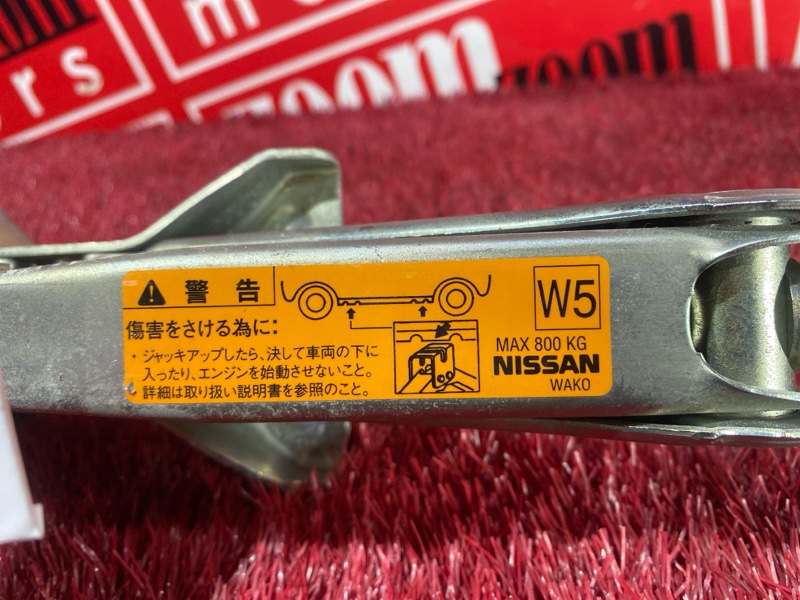 rs
zoom
zoom
警告
傷害をさける為に:
・ジャッキアップしたら、決して車両の下に
入ったり、エンジンを始動させないこと。
・詳細は取り扱い説明書を参照のこと。
W5
MAX 800 KG
NISSAN
WAKO